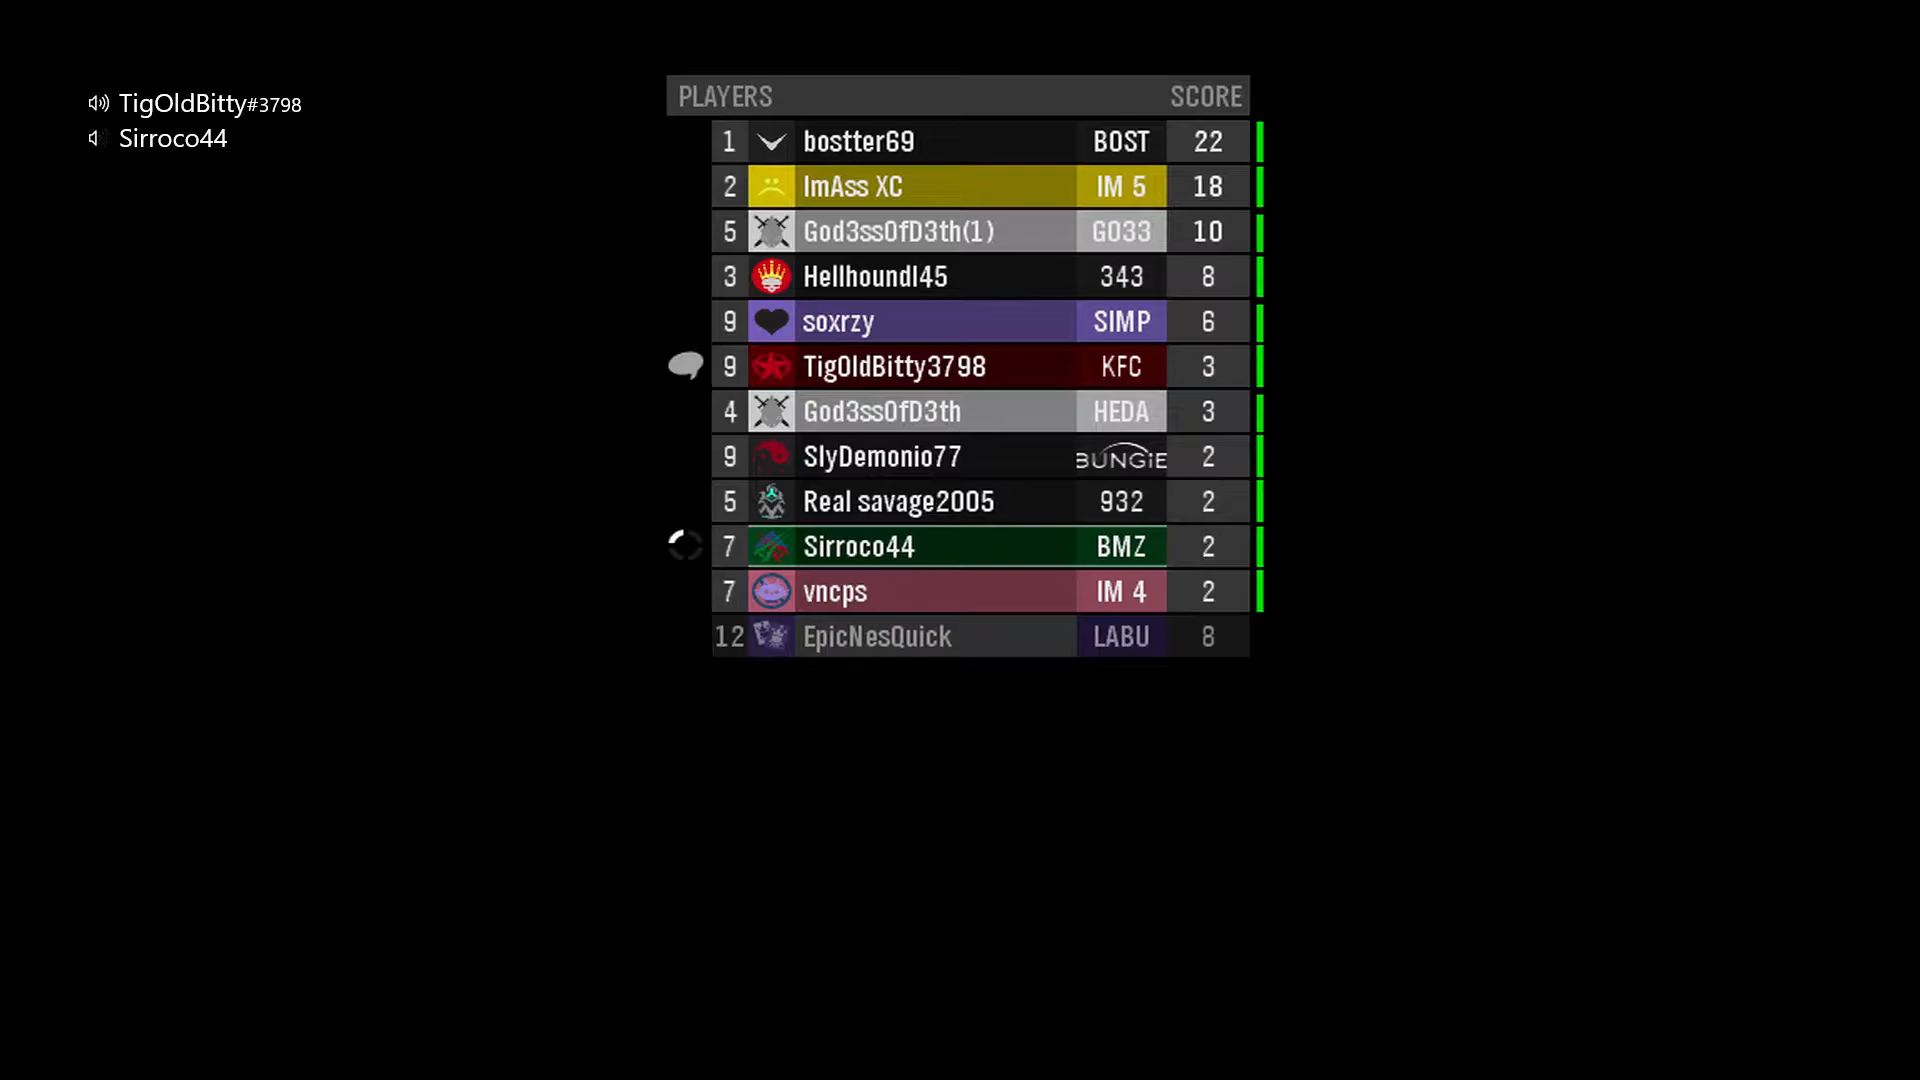 TigOldBitty#3798
Sirroco44
PLAYERS SCORE
1 bostter69 BOST 22
2 ImAss XC IM 5 18
5 God3ssOfD3th(1) GO33 10
3 Hellhoundl45 343 8
9 soxrzy SIMP 6
9 TigOldBitty3798 KFC 3
4 God3ssOfD3th HEDA 3
9 SlyDemonio77 BUNGiE 2
5 Real savage2005 932 2
7 Sirroco44 BMZ 2
7 vncps IM 4 2
12 EpicNesQuick LABU 8